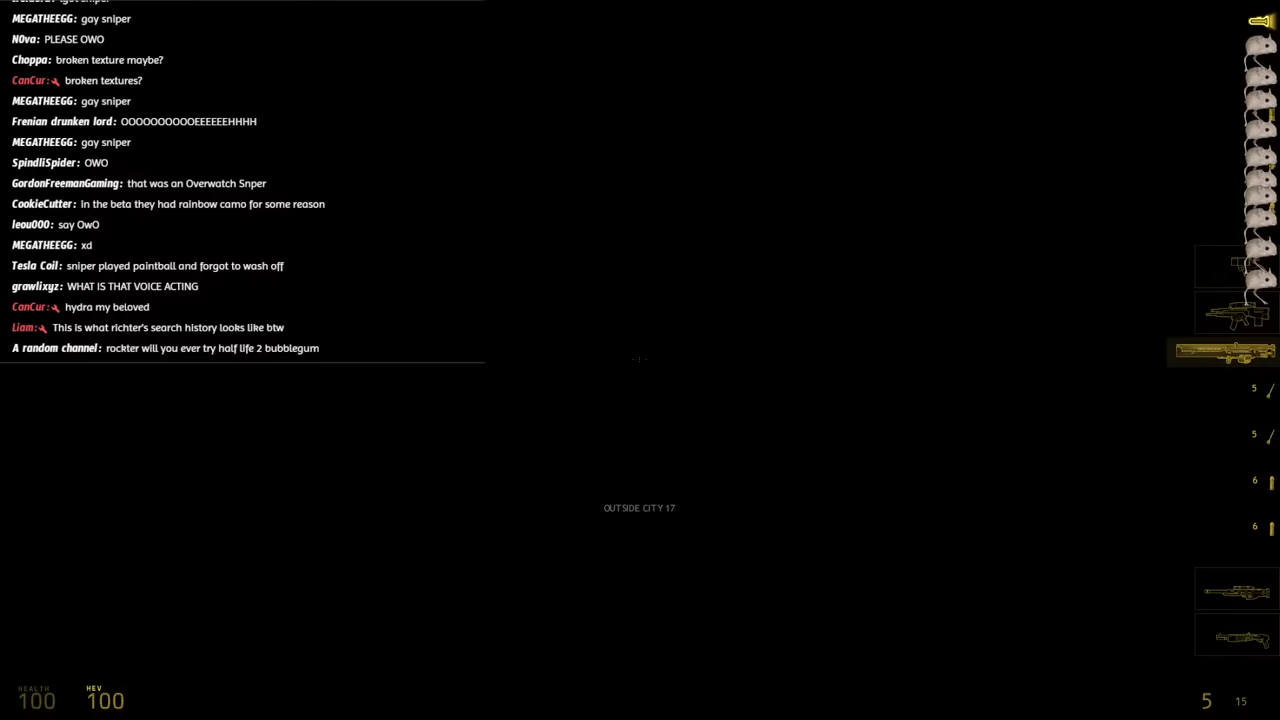 MEGATHEEGG: gay sniper
N0va: PLEASE OWO
Choppa: broken texture maybe?
CanCur: broken textures?
MEGATHEEGG: gay sniper
Frenian drunken lord: OOOOOOOOOOEEEEEEHHHH
MEGATHEEGG: gay sniper
SpindliSpider: OWO
GordonFreemanGaming: that was an Overwatch Snper
CookieCutter: in the beta they had rainbow camo for some reason
leou000: say OwO
MEGATHEEGG: xd
Tesla Coil: sniper played paintball and forgot to wash off
grawlixyz: WHAT IS THAT VOICE ACTING
CanCur: hydra my beloved
Liam: This is what richter's search history looks like btw
A random channel: rockter will you ever try half life 2 bubblegum
5
5
6
6
OUTSIDE CITY 17
HEALTH
100
HEV
100
5
15